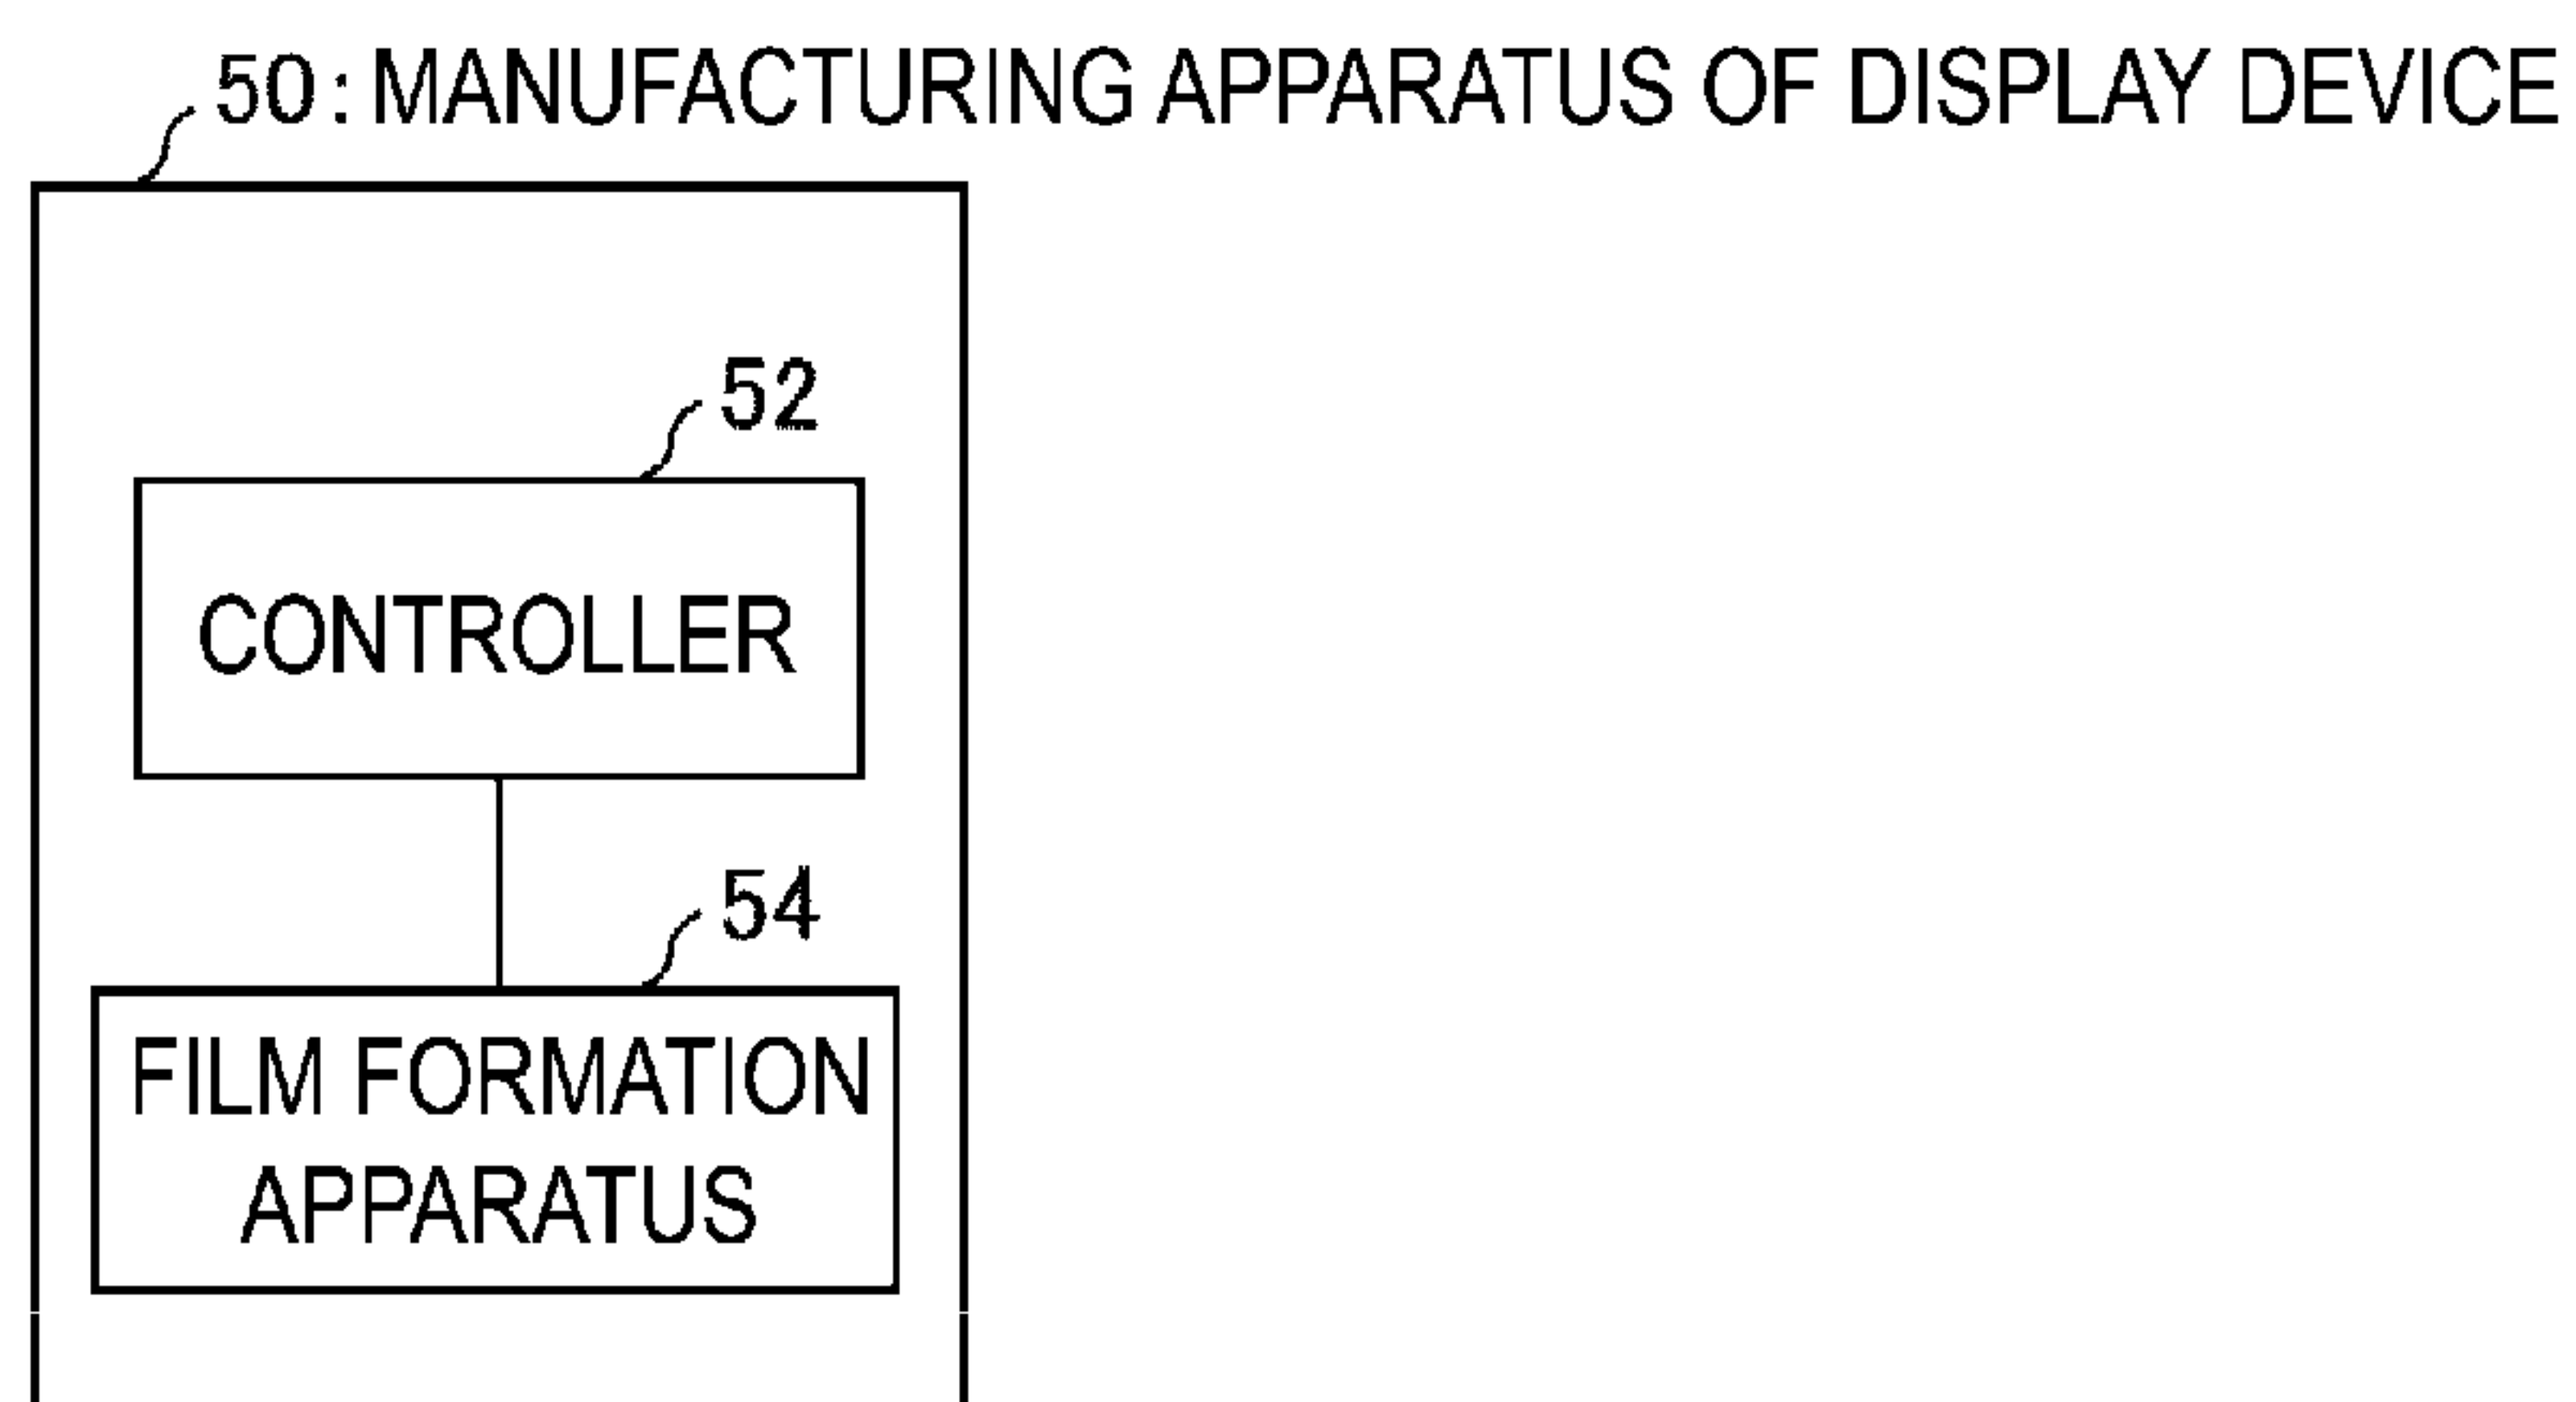 50: MANUFACTURING APPARATUS OF DISPLAY DEVICE
52
CONTROLLER
54
FILM FORMATION
APPARATUS